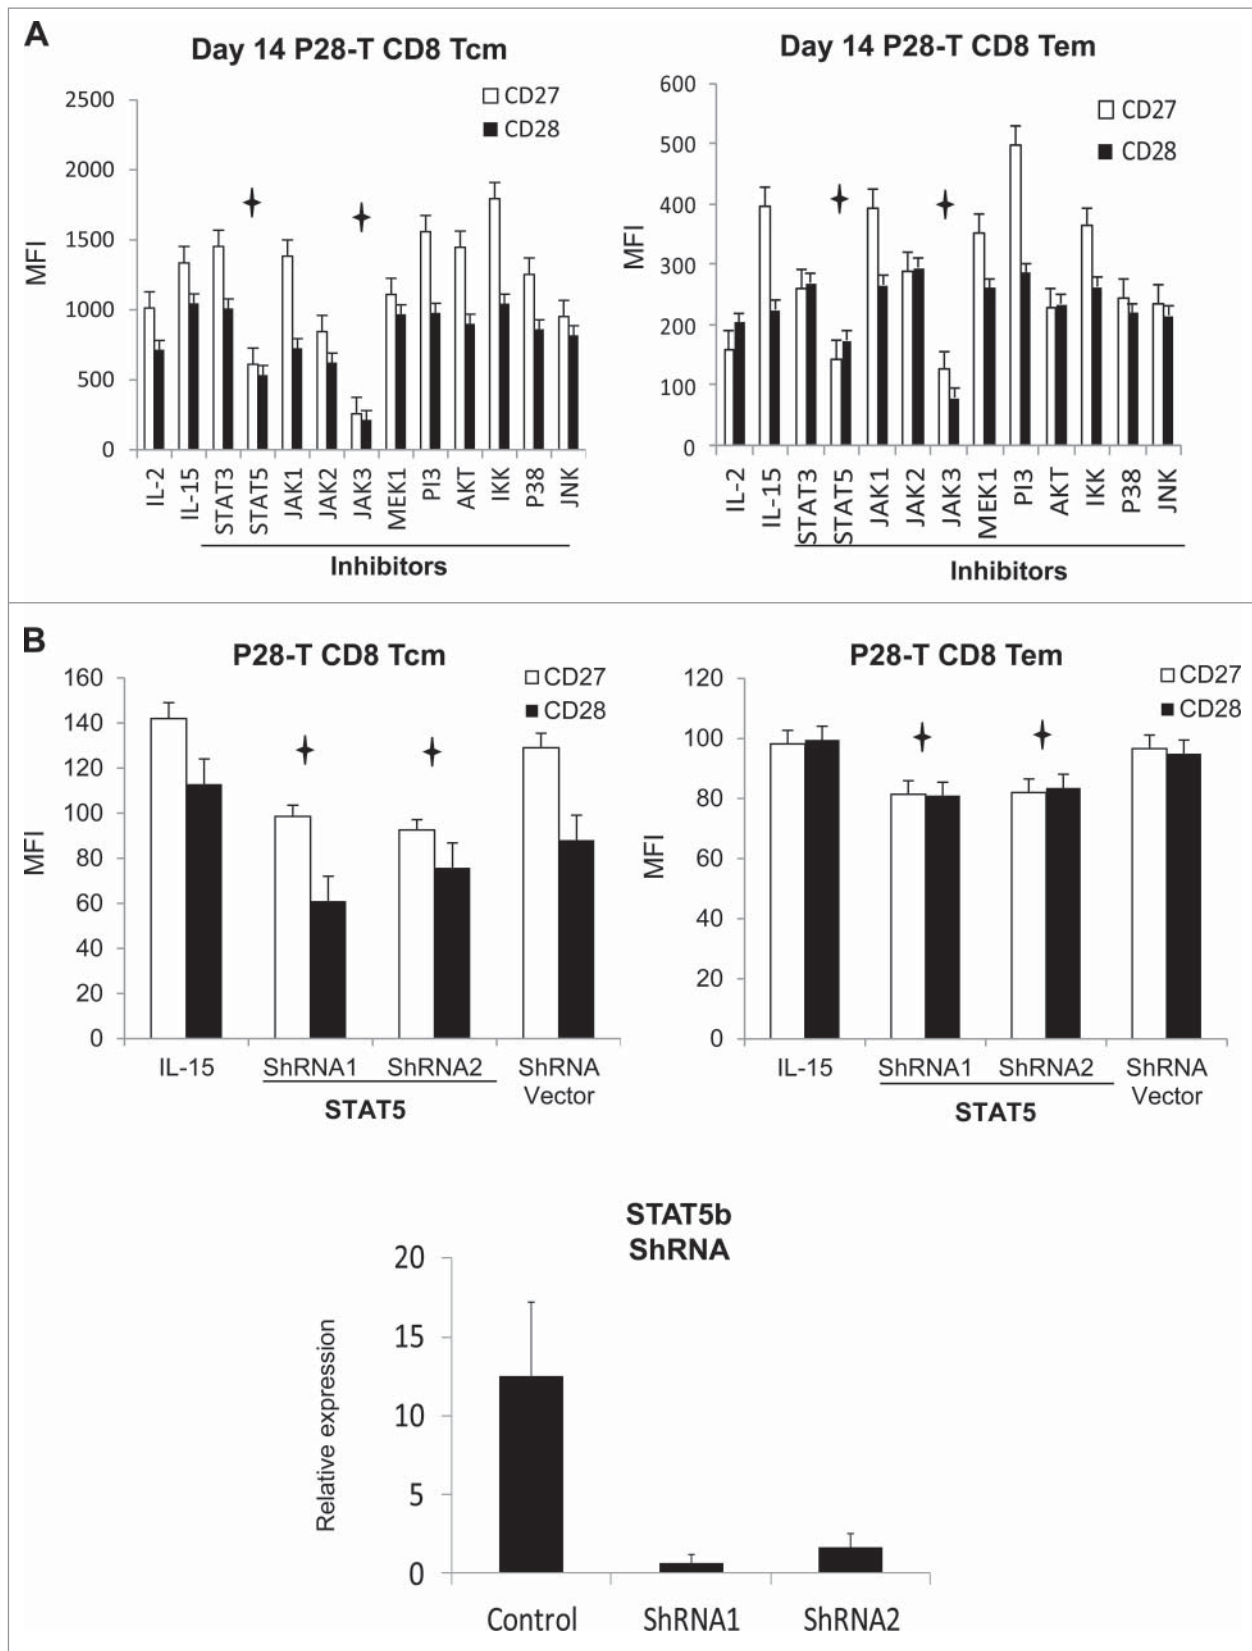 A
Day 14 P28-T CD8 Tcm
CD27
CD28
MFI
2500
2000
1500
1000
500
0
IL-2
IL-15
STAT3
STAT5
JAK1
JAK2
JAK3
MEK1
PI3
AKT
IKK
P38
JNK
Inhibitors
Day 14 P28-T CD8 Tem
CD27
CD28
MFI
600
500
400
300
200
100
0
IL-2
IL-15
STAT3
STAT5
JAK1
JAK2
JAK3
MEK1
PI3
AKT
IKK
P38
JNK
Inhibitors
B
P28-T CD8 Tcm
CD27
CD28
MFI
160
140
120
100
80
60
40
20
0
IL-15
ShRNA1
ShRNA2
ShRNA
Vector
STAT5
P28-T CD8 Tem
CD27
CD28
MFI
120
100
80
60
40
20
0
IL-15
ShRNA1
ShRNA2
ShRNA
Vector
STAT5
STAT5b
ShRNA
Relative expression
20
15
10
5
0
Control
ShRNA1
ShRNA2